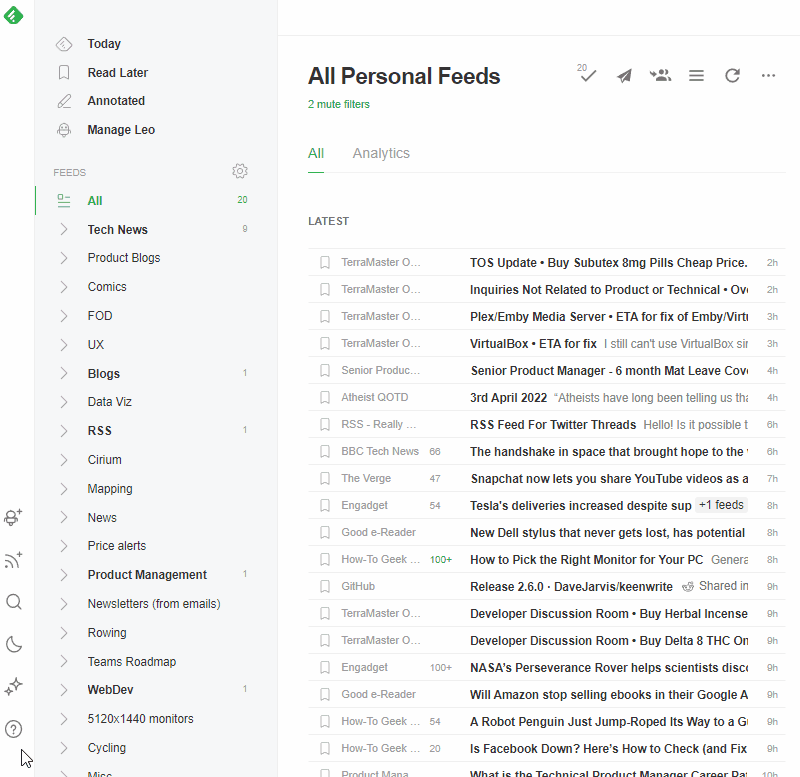 Today
Read Later
Annotated
Manage Leo
FEEDS
All 20
Tech News 9
Product Blogs
Comics
FOD
UX
Blogs 1
Data Viz
RSS 1
Cirium
Mapping
News
Price alerts
Product Management 1
Newsletters (from emails)
Rowing
Teams Roadmap
WebDev 1
5120x1440 monitors
Cycling
Misc
All Personal Feeds
20
2 mute filters
All Analytics
LATEST
TerraMaster O... TOS Update • Buy Subutex 8mg Pills Cheap Price. 2h
TerraMaster O... Inquiries Not Related to Product or Technical • Ov 2h
TerraMaster O... Plex/Emby Media Server • ETA for fix of Emby/Virtu 3h
TerraMaster O... VirtualBox • ETA for fix I still can't use VirtualBox sin 3h
Senior Produc... Senior Product Manager - 6 month Mat Leave Cov 4h
Atheist QOTD 3rd April 2022 “Atheists have long been telling us tha 4h
RSS - Really ... RSS Feed For Twitter Threads Hello! Is it possible t 6h
BBC Tech News 66 The handshake in space that brought hope to the 6h
The Verge 47 Snapchat now lets you share YouTube videos as a 7h
Engadget 54 Tesla's deliveries increased despite sup +1 feeds 8h
Good e-Reader New Dell stylus that never gets lost, has potential 8h
How-To Geek ... 100+ How to Pick the Right Monitor for Your PC Genera 8h
GitHub Release 2.6.0 · DaveJarvis/keenwrite Shared in 9h
TerraMaster O... Developer Discussion Room • Buy Herbal Incense 9h
TerraMaster O... Developer Discussion Room • Buy Delta 8 THC On 9h
Engadget 100+ NASA's Perseverance Rover helps scientists disco 9h
Good e-Reader Will Amazon stop selling ebooks in their Google A 9h
How-To Geek ... 54 A Robot Penguin Just Jump-Roped Its Way to a G 9h
How-To Geek ... 20 Is Facebook Down? Here’s How to Check (and Fix 9h
Product Mana... What is the Technical Product Manager Career Pat 10h